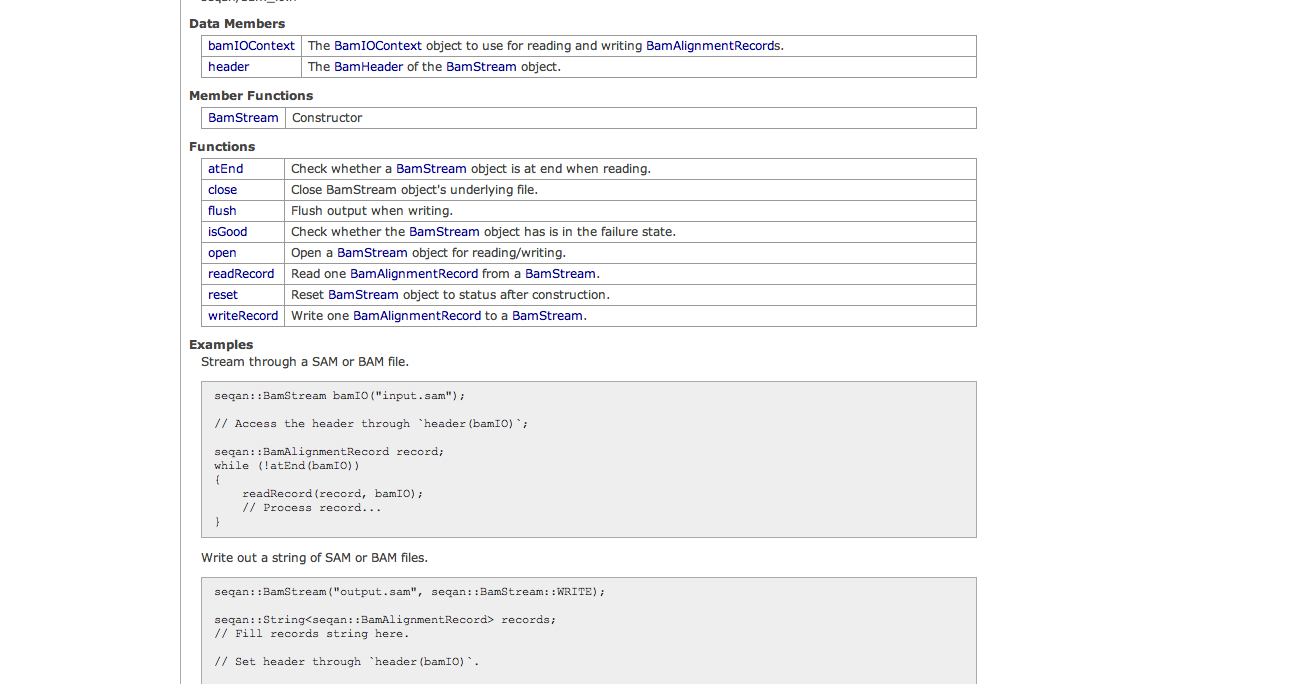 Data Members
bamIOContext The BamIOContext object to use for reading and writing BamAlignmentRecords.
header The BamHeader of the BamStream object.
Member Functions
BamStream Constructor
Functions
atEnd Check whether a BamStream object is at end when reading.
close Close BamStream object's underlying file.
flush Flush output when writing.
isGood Check whether the BamStream object has is in the failure state.
open Open a BamStream object for reading/writing.
readRecord Read one BamAlignmentRecord from a BamStream.
reset Reset BamStream object to status after construction.
writeRecord Write one BamAlignmentRecord to a BamStream.
Examples
Stream through a SAM or BAM file.
seqan::BamStream bamIO("input.sam");
// Access the header through `header(bamIO)`;
seqan::BamAlignmentRecord record;
while (!atEnd(bamIO))
{
readRecord(record, bamIO);
// Process record...
}
Write out a string of SAM or BAM files.
seqan::BamStream("output.sam", seqan::BamStream::WRITE);
seqan::String<seqan::BamAlignmentRecord> records;
// Fill records string here.
// Set header through `header(bamIO)`.